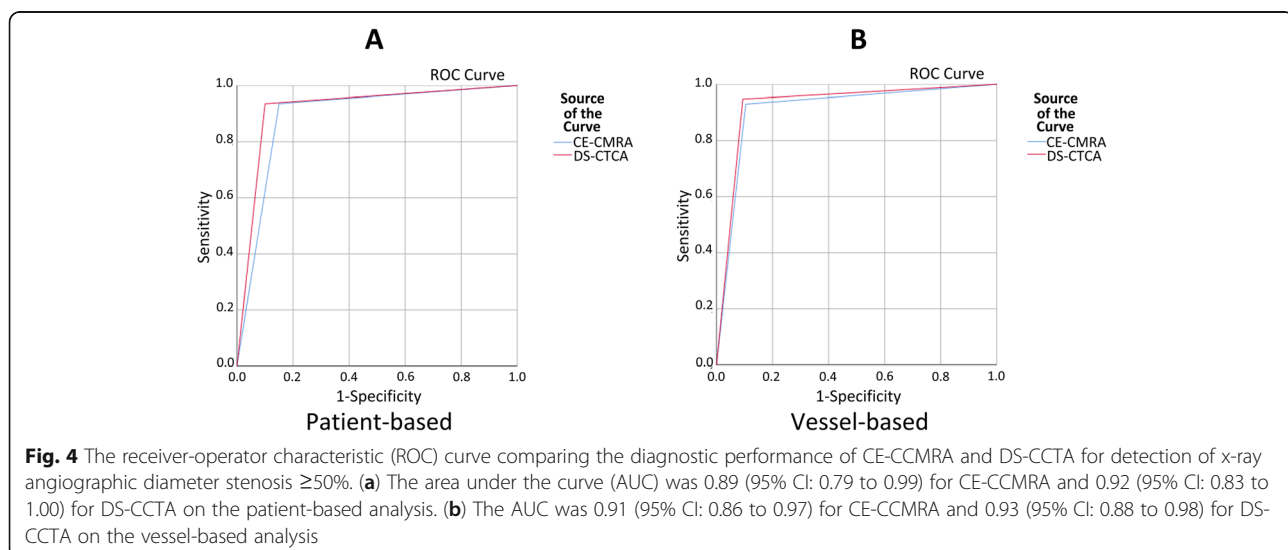 A
ROC Curve
1.0
0.8
0.6
0.4
0.2
0.0
Sensitivity
0.0 0.2 0.4 0.6 0.8 1.0
1-Specificity
Patient-based
Source
of the
Curve
CE-CMRA
DS-CTCA
B
ROC Curve
1.0
0.8
0.6
0.4
0.2
0.0
Sensitivity
0.0 0.2 0.4 0.6 0.8 1.0
1-Specificity
Vessel-based
Source
of the
Curve
CE-CMRA
DS-CTCA
Fig. 4 The receiver-operator characteristic (ROC) curve comparing the diagnostic performance of CE-CCMRA and DS-CCTA for detection of x-ray
angiographic diameter stenosis ≥50%. (a) The area under the curve (AUC) was 0.89 (95% CI: 0.79 to 0.99) for CE-CCMRA and 0.92 (95% CI: 0.83 to
1.00) for DS-CCTA on the patient-based analysis. (b) The AUC was 0.91 (95% CI: 0.86 to 0.97) for CE-CCMRA and 0.93 (95% CI: 0.88 to 0.98) for DS-
CCTA on the vessel-based analysis